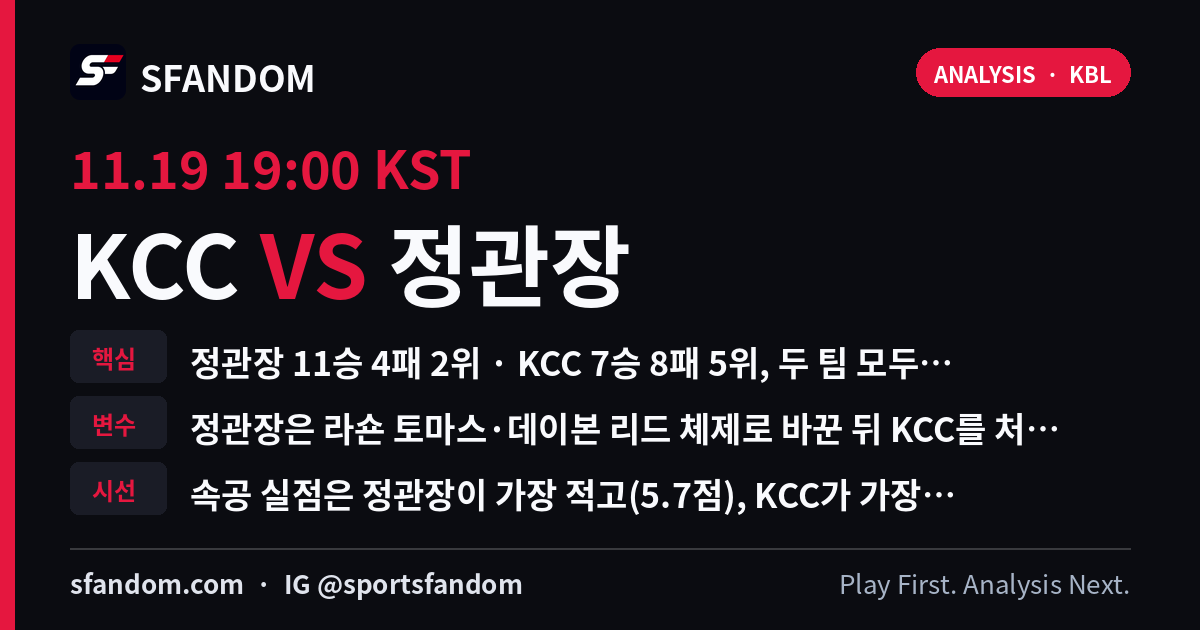 SF SFANDOM
ANALYSIS · KBL
11.19 19:00 KST
KCC VS 정관장
핵심 정관장 11승 4패 2위 · KCC 7승 8패 5위, 두 팀 모두…
변수 정관장은 라숀 토마스·데이본 리드 체제로 바꾼 뒤 KCC를 처…
시선 속공 실점은 정관장이 가장 적고(5.7점), KCC가 가장…
sfandom.com · IG @sportsfandom
Play First. Analysis Next.